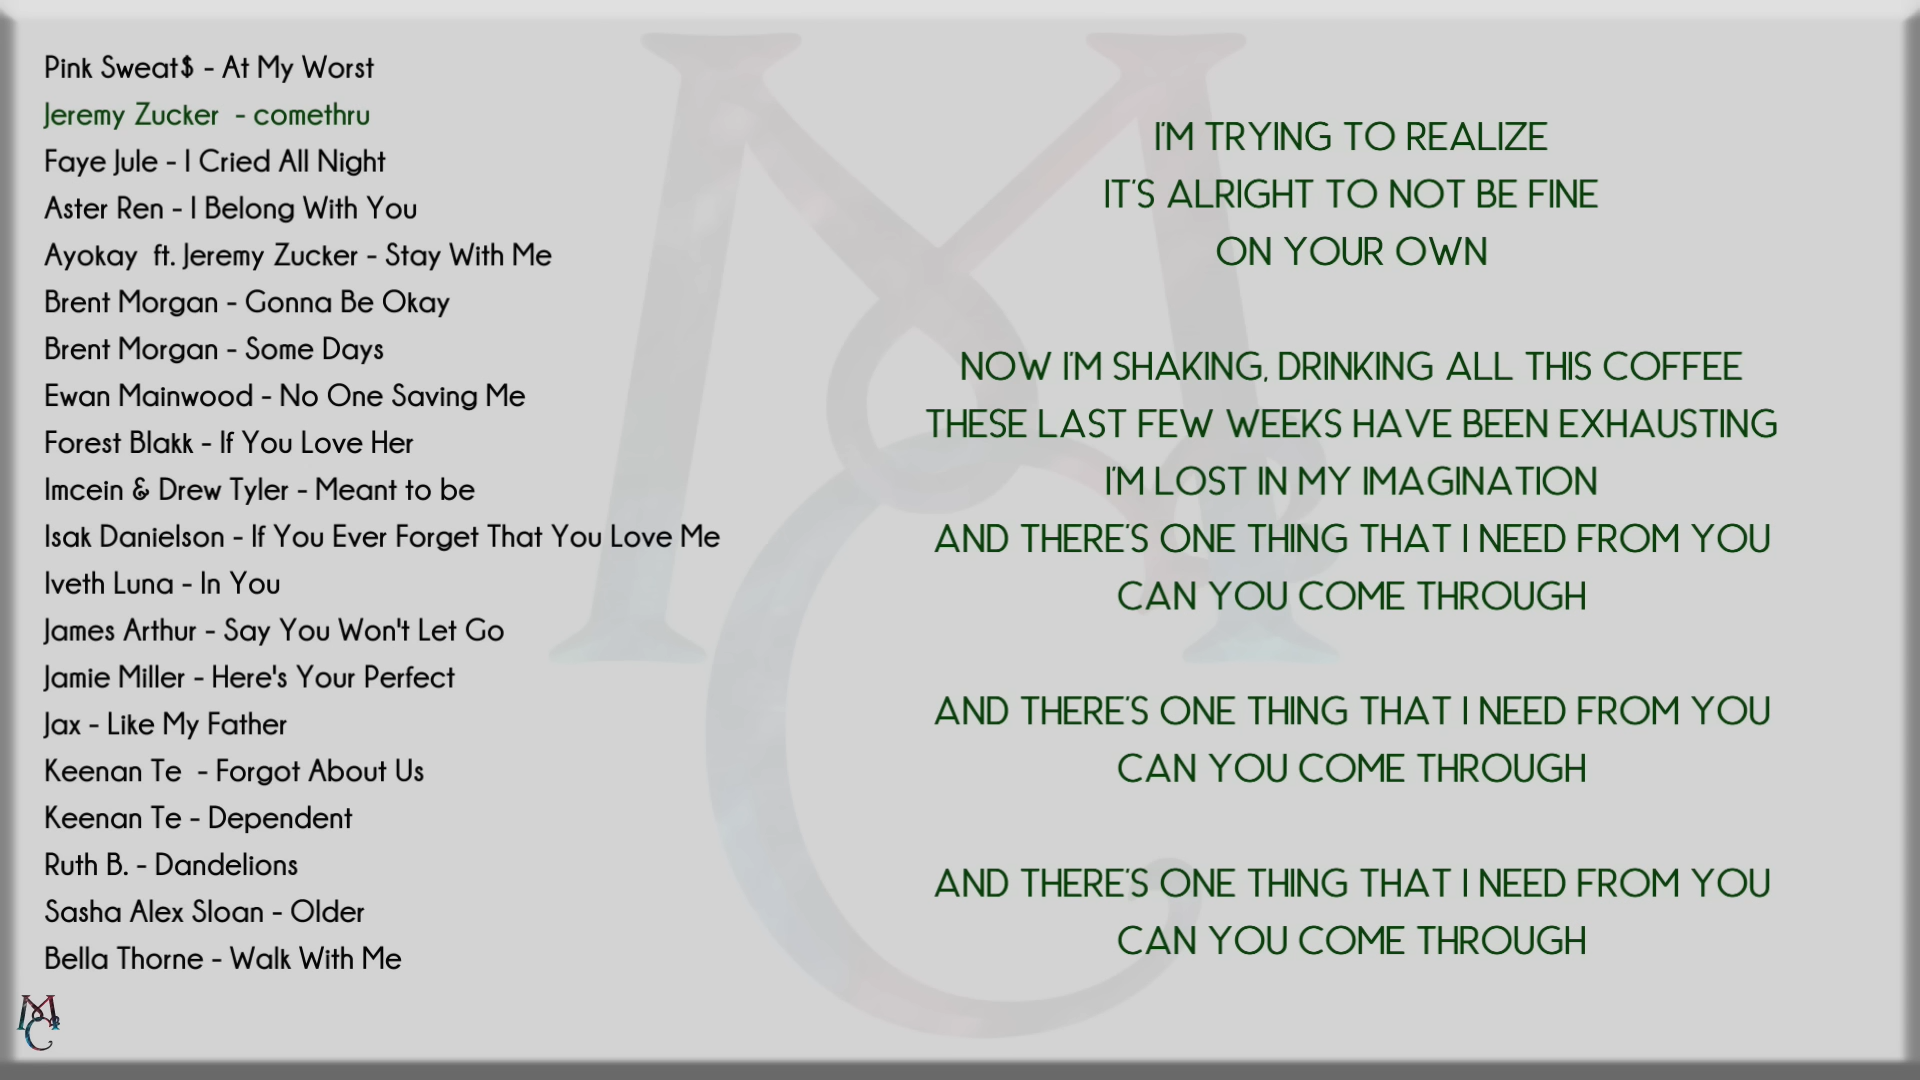 Pink Sweat$ - At My Worst
Jeremy Zucker  - comethru
Faye Jule - I Cried All Night
Aster Ren - I Belong With You
Ayokay  ft. Jeremy Zucker - Stay With Me
Brent Morgan - Gonna Be Okay
Brent Morgan - Some Days
Ewan Mainwood - No One Saving Me
Forest Blakk - If You Love Her
Imcein & Drew Tyler - Meant to be
Isak Danielson - If You Ever Forget That You Love Me
Iveth Luna - In You
James Arthur - Say You Won't Let Go
Jamie Miller - Here's Your Perfect
Jax - Like My Father
Keenan Te  - Forgot About Us
Keenan Te - Dependent
Ruth B. - Dandelions
Sasha Alex Sloan - Older
Bella Thorne - Walk With Me
MC
I'M TRYING TO REALIZE
IT'S ALRIGHT TO NOT BE FINE
ON YOUR OWN
NOW I'M SHAKING, DRINKING ALL THIS COFFEE
THESE LAST FEW WEEKS HAVE BEEN EXHAUSTING
I'M LOST IN MY IMAGINATION
AND THERE'S ONE THING THAT I NEED FROM YOU
CAN YOU COME THROUGH
AND THERE'S ONE THING THAT I NEED FROM YOU
CAN YOU COME THROUGH
AND THERE'S ONE THING THAT I NEED FROM YOU
CAN YOU COME THROUGH